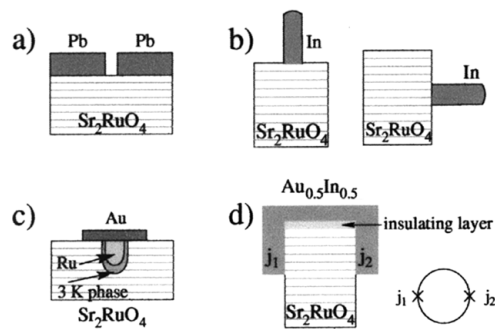 a) Pb Pb
Sr₂RuO₄
b) In
Sr₂RuO₄
In
Sr₂RuO₄
c) Au
Ru
3 K phase
Sr₂RuO₄
d) Au₀.₅In₀.₅
insulating layer
j₁ j₂
Sr₂RuO₄
j₁ j₂